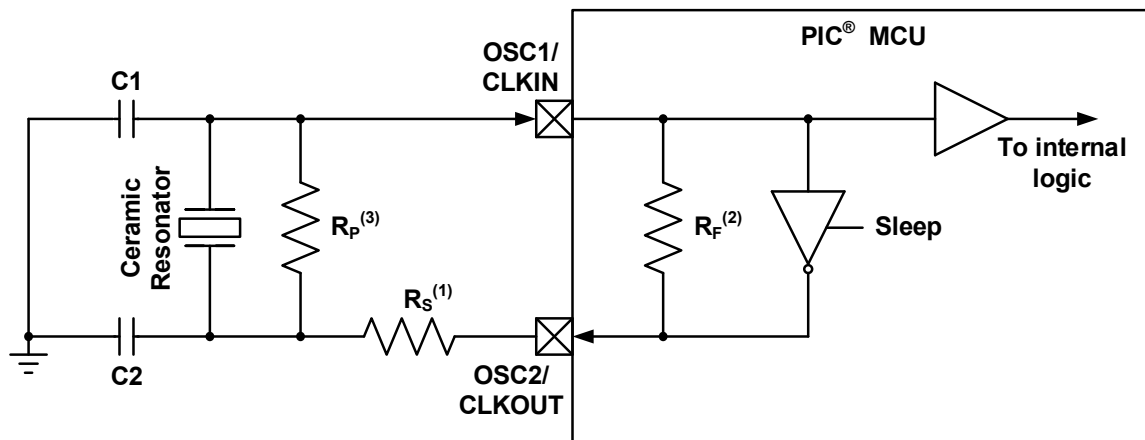 PIC® MCU
OSC1/
CLKIN
C1
To internal
logic
Ceramic
Resonator
RP(3)
RF(2)
Sleep
RS(1)
C2
OSC2/
CLKOUT